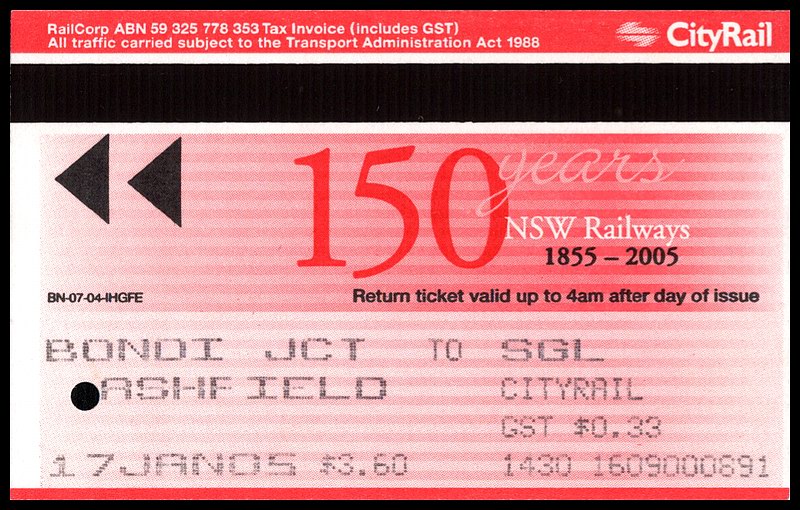 RailCorp ABN 59 325 778 353 Tax Invoice (includes GST)
All traffic carried subject to the Transport Administration Act 1988
CityRail
150 years
NSW Railways
1855 – 2005
BN-07-04-IHGFE
Return ticket valid up to 4am after day of issue
BONDI JCT TO SGL
ASHFIELD CITYRAIL
GST $0.33
17JAN05 $3.60 1430 1609000891